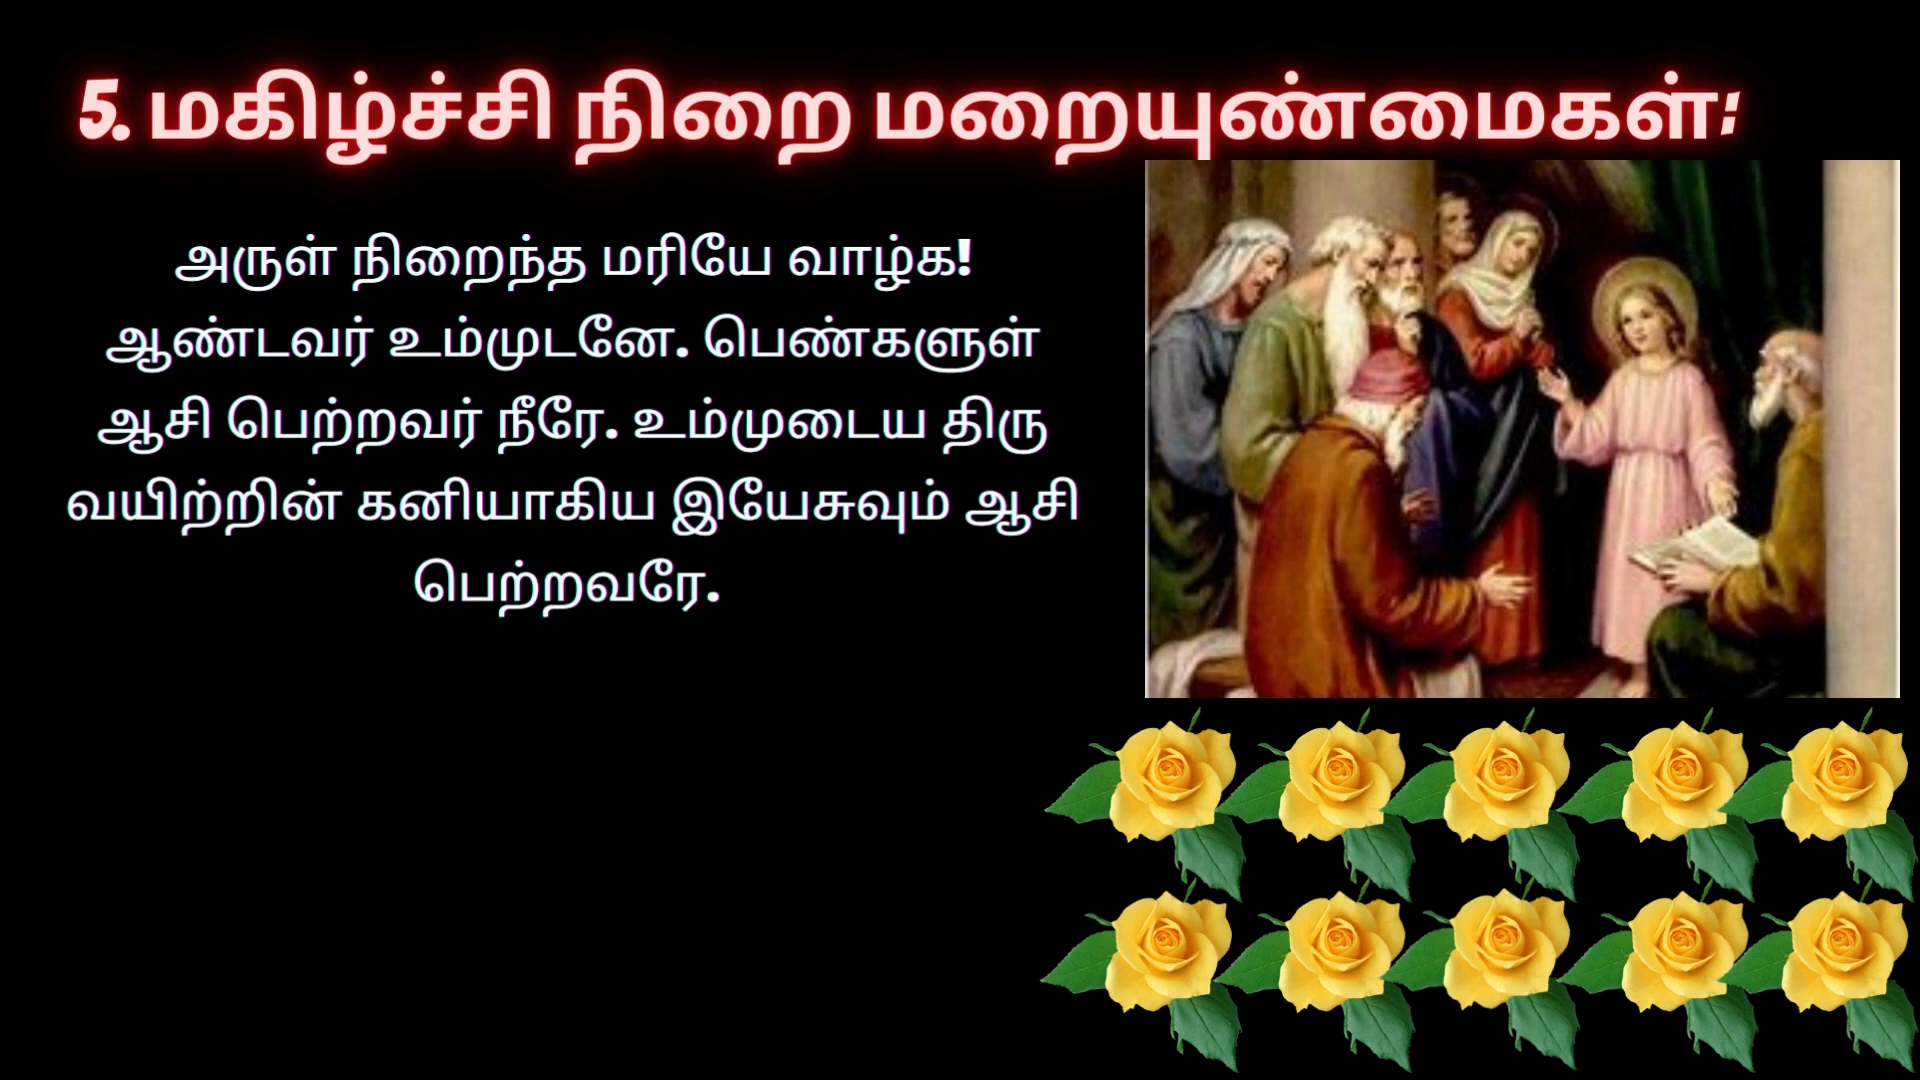 5. மகிழ்ச்சி நிறை மறையுண்மைகள்:
அருள் நிறைந்த மரியே வாழ்க!
ஆண்டவர் உம்முடனே. பெண்களுள்
ஆசி பெற்றவர் நீரே. உம்முடைய திரு
வயிற்றின் கனியாகிய இயேசுவும் ஆசி
பெற்றவரே.